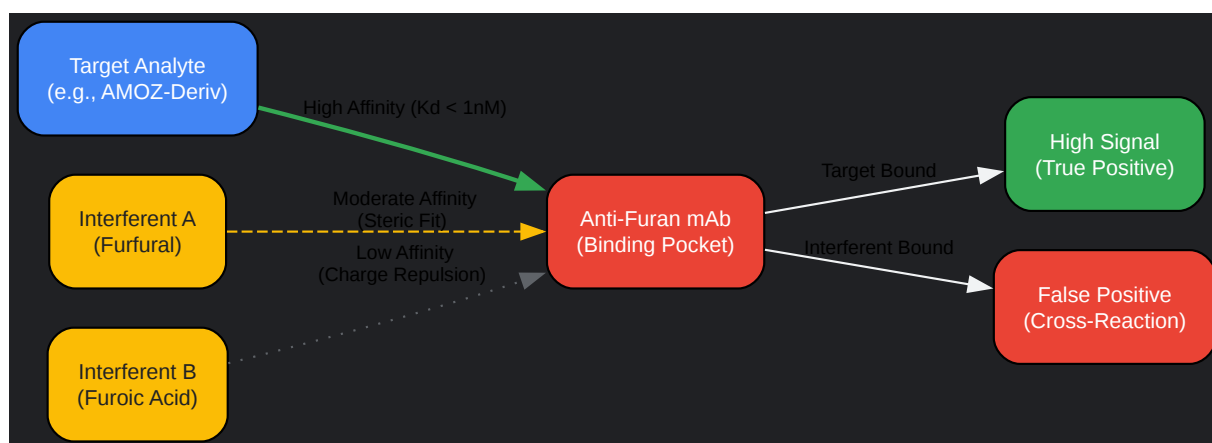 Target Analyte
(e.g., AMOZ-Deriv)
High Affinity (Kd < 1nM)
Interferent A
(Furfural)
Moderate Affinity
(Steric Fit)
Low Affinity
(Charge Repulsion)
Interferent B
(Furoic Acid)
Anti-Furan mAb
(Binding Pocket)
Target Bound
Interferent Bound
High Signal
(True Positive)
False Positive
(Cross-Reaction)